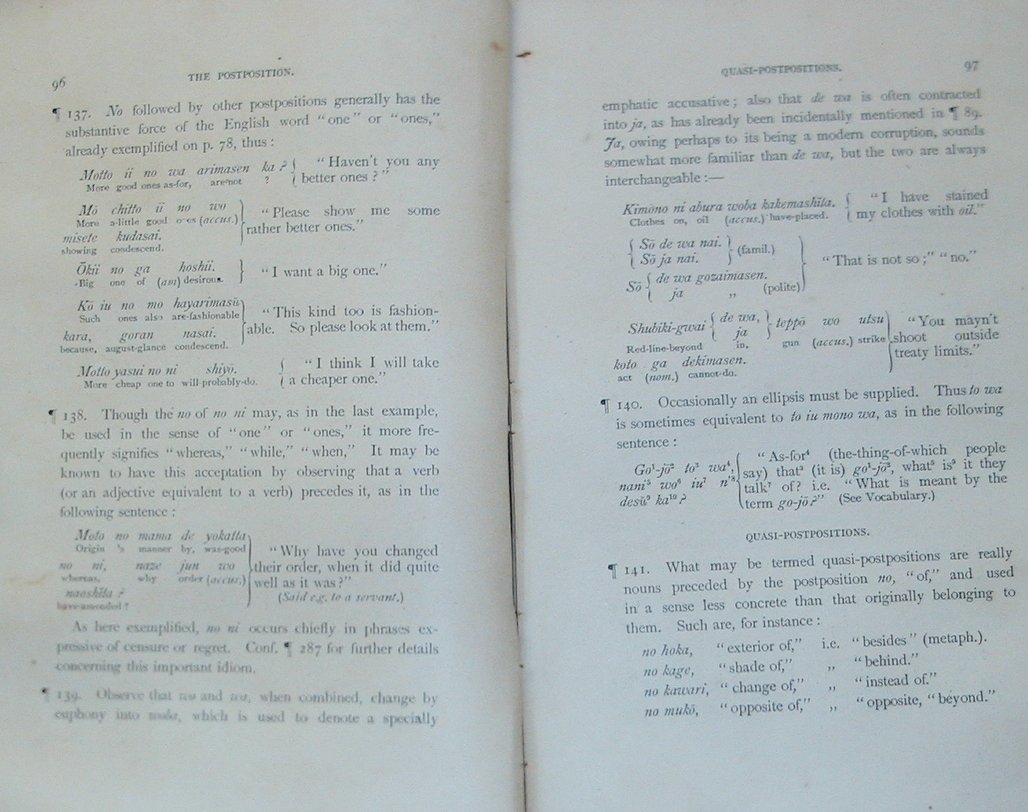 96
THE POSTPOSITION.
¶ 137. No followed by other postpositions generally has the
substantive force of the English word "one" or "ones,"
already exemplified on p. 78, thus:
Motto ii no wa arimasen ka? { "Haven't you any
More good ones as-for, are-not ? better ones?"
Mō chitto ii no wo } "Please show me some
More a-little good ones (accus.) rather better ones."
misete kudasai.
showing condescend.
Ōkii no ga hoshii. } "I want a big one."
Big one of (am) desirous.
Kō iu no mo hayarimasū } "This kind too is fashion-
Such ones also are-fashionable able. So please look at them."
kara, goran nasai.
because, august-glance condescend.
Motto yasui no ni shiyō. { "I think I will take
More cheap one to will-probably-do. a cheaper one."
¶ 138. Though the no of no ni may, as in the last example,
be used in the sense of "one" or "ones," it more fre-
quently signifies "whereas," "while," "when," It may be
known to have this acceptation by observing that a verb
(or an adjective equivalent to a verb) precedes it, as in the
following sentence:
Moto no mama de yokatta
Origin 's manner by, was-good "Why have you changed
no ni, naze jun wo } their order, when it did quite
whereas, why order (accus.) well as it was?"
naoshita? (Said e.g. to a servant.)
have-amended?
As here exemplified, no ni occurs chiefly in phrases ex-
pressive of censure or regret. Conf. ¶ 287 for further details
concerning this important idiom.
¶ 139. Observe that wo and wa, when combined, change by
euphony into woba, which is used to denote a specially
QUASI-POSTPOSITIONS.
97
emphatic accusative; also that de wa is often contracted
into ja, as has already been incidentally mentioned in ¶ 89.
Ja, owing perhaps to its being a modern corruption, sounds
somewhat more familiar than de wa, but the two are always
interchangeable:—
Kimono ni abura woba kakemashita. { "I have stained
Clothes on, oil (accus.) have-placed. my clothes with oil."
{ Sō de wa nai. } (famil.)
{ Sō ja nai. } "That is not so;" "no."
Sō { de wa gozaimasen.
ja ,, (polite)
Shubiki-gwai { de wa, } teppō wo utsu "You mayn't
ja shoot outside
Red-line-beyond in, gun (accus.) strike treaty limits."
koto ga dekimasen.
act (nom.) cannot-do.
¶ 140. Occasionally an ellipsis must be supplied. Thus to wa
is sometimes equivalent to to iu mono wa, as in the following
sentence:
Go¹-jō² to³ wa⁴, "As-for⁴ (the-thing-of-which people
nani⁵ wo⁶ iu⁷ n'⁸ say) that³ (it is) go¹-jō², what⁵ is⁹ it they
desū⁹ ka¹⁰? talk⁷ of? i.e. "What is meant by the
term go-jō?" (See Vocabulary.)
QUASI-POSTPOSITIONS.
¶ 141. What may be termed quasi-postpositions are really
nouns preceded by the postposition no, "of," and used
in a sense less concrete than that originally belonging to
them. Such are, for instance:
no hoka, "exterior of," i.e. "besides" (metaph.).
no kage, "shade of," ,, "behind."
no kawari, "change of," ,, "instead of."
no mukō, "opposite of," ,, "opposite, "beyond."